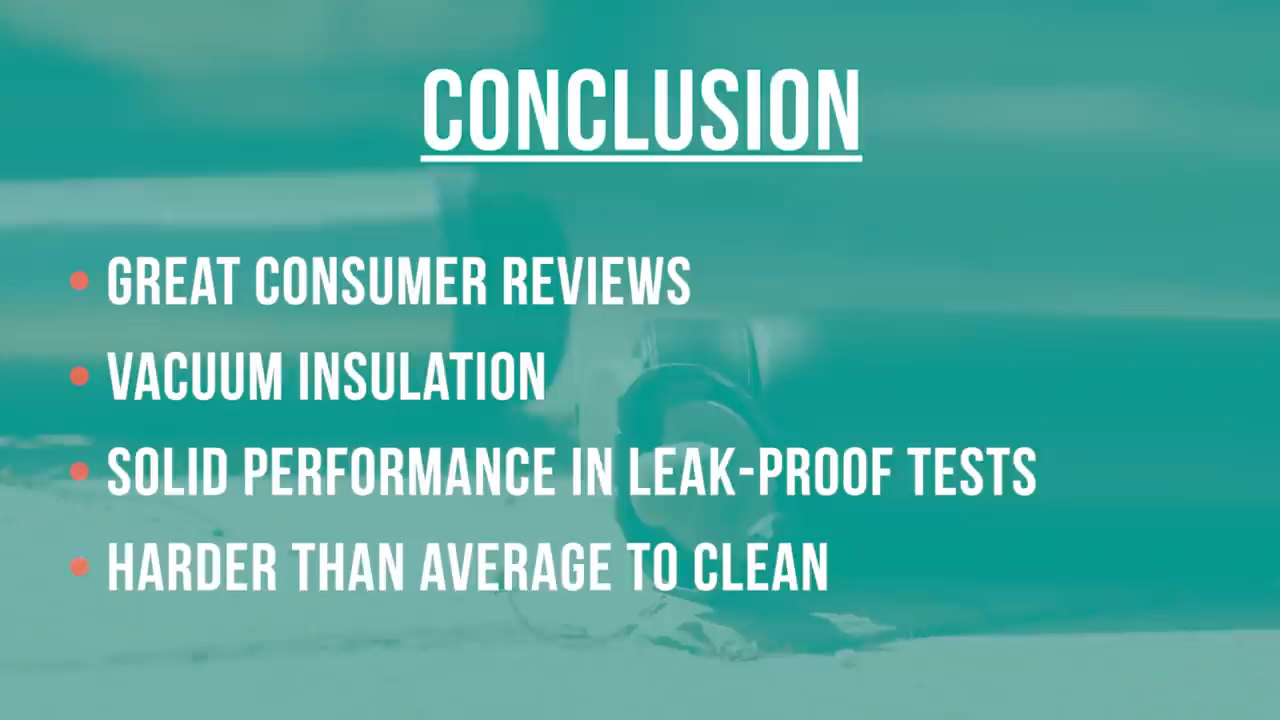 CONCLUSION
• GREAT CONSUMER REVIEWS
• VACUUM INSULATION
• SOLID PERFORMANCE IN LEAK-PROOF TESTS
• HARDER THAN AVERAGE TO CLEAN